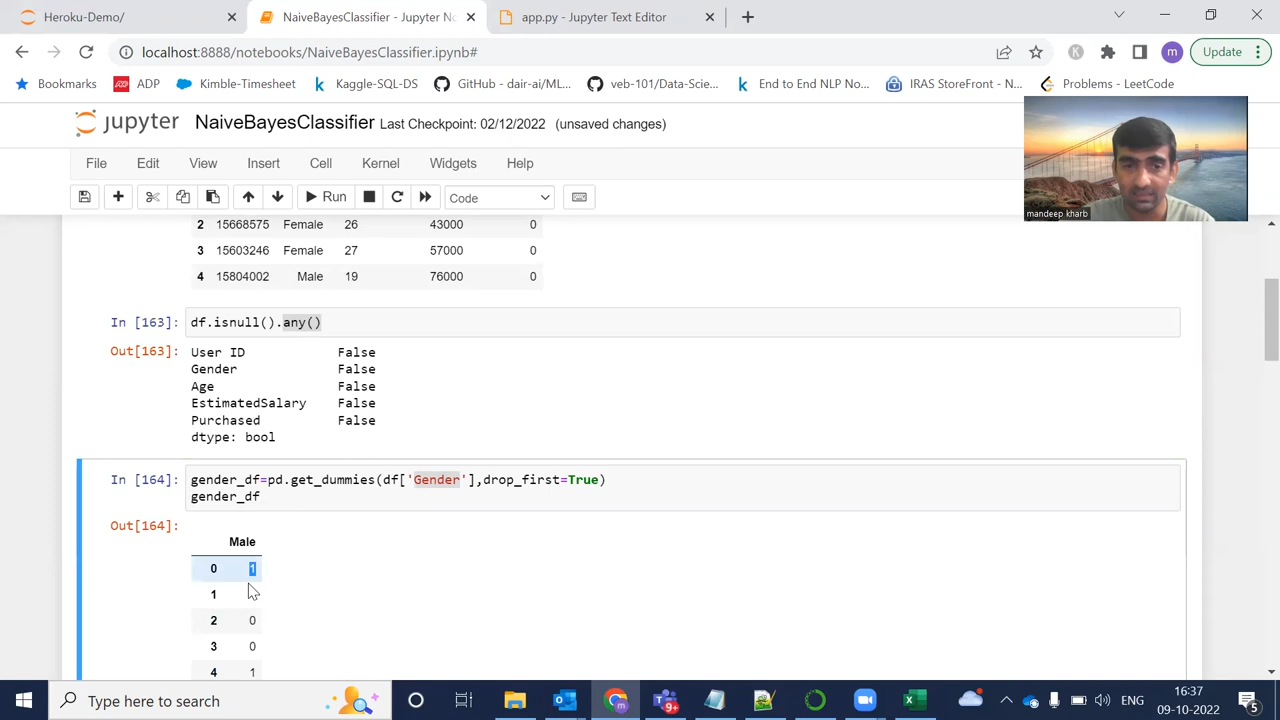 Heroku-Demo/
NaiveBayesClassifier - Jupyter No
app.py - Jupyter Text Editor
localhost:8888/notebooks/NaiveBayesClassifier.ipynb#
K
m
Update
Bookmarks
ADP
Kimble-Timesheet
Kaggle-SQL-DS
GitHub - dair-ai/ML...
veb-101/Data-Scie...
End to End NLP No...
IRAS StoreFront - N...
Problems - LeetCode
jupyter NaiveBayesClassifier Last Checkpoint: 02/12/2022 (unsaved changes)
mandeep kharb
File Edit View Insert Cell Kernel Widgets Help
Run Code
2 15668575 Female 26 43000 0
3 15603246 Female 27 57000 0
4 15804002 Male 19 76000 0
In [163]: df.isnull().any()
Out[163]: User ID False
Gender False
Age False
EstimatedSalary False
Purchased False
dtype: bool
In [164]: gender_df=pd.get_dummies(df['Gender'],drop_first=True)
gender_df
Out[164]:
Male
0 1
1
2 0
3 0
4 1
Type here to search
9+
m
ENG
16:37
09-10-2022
5